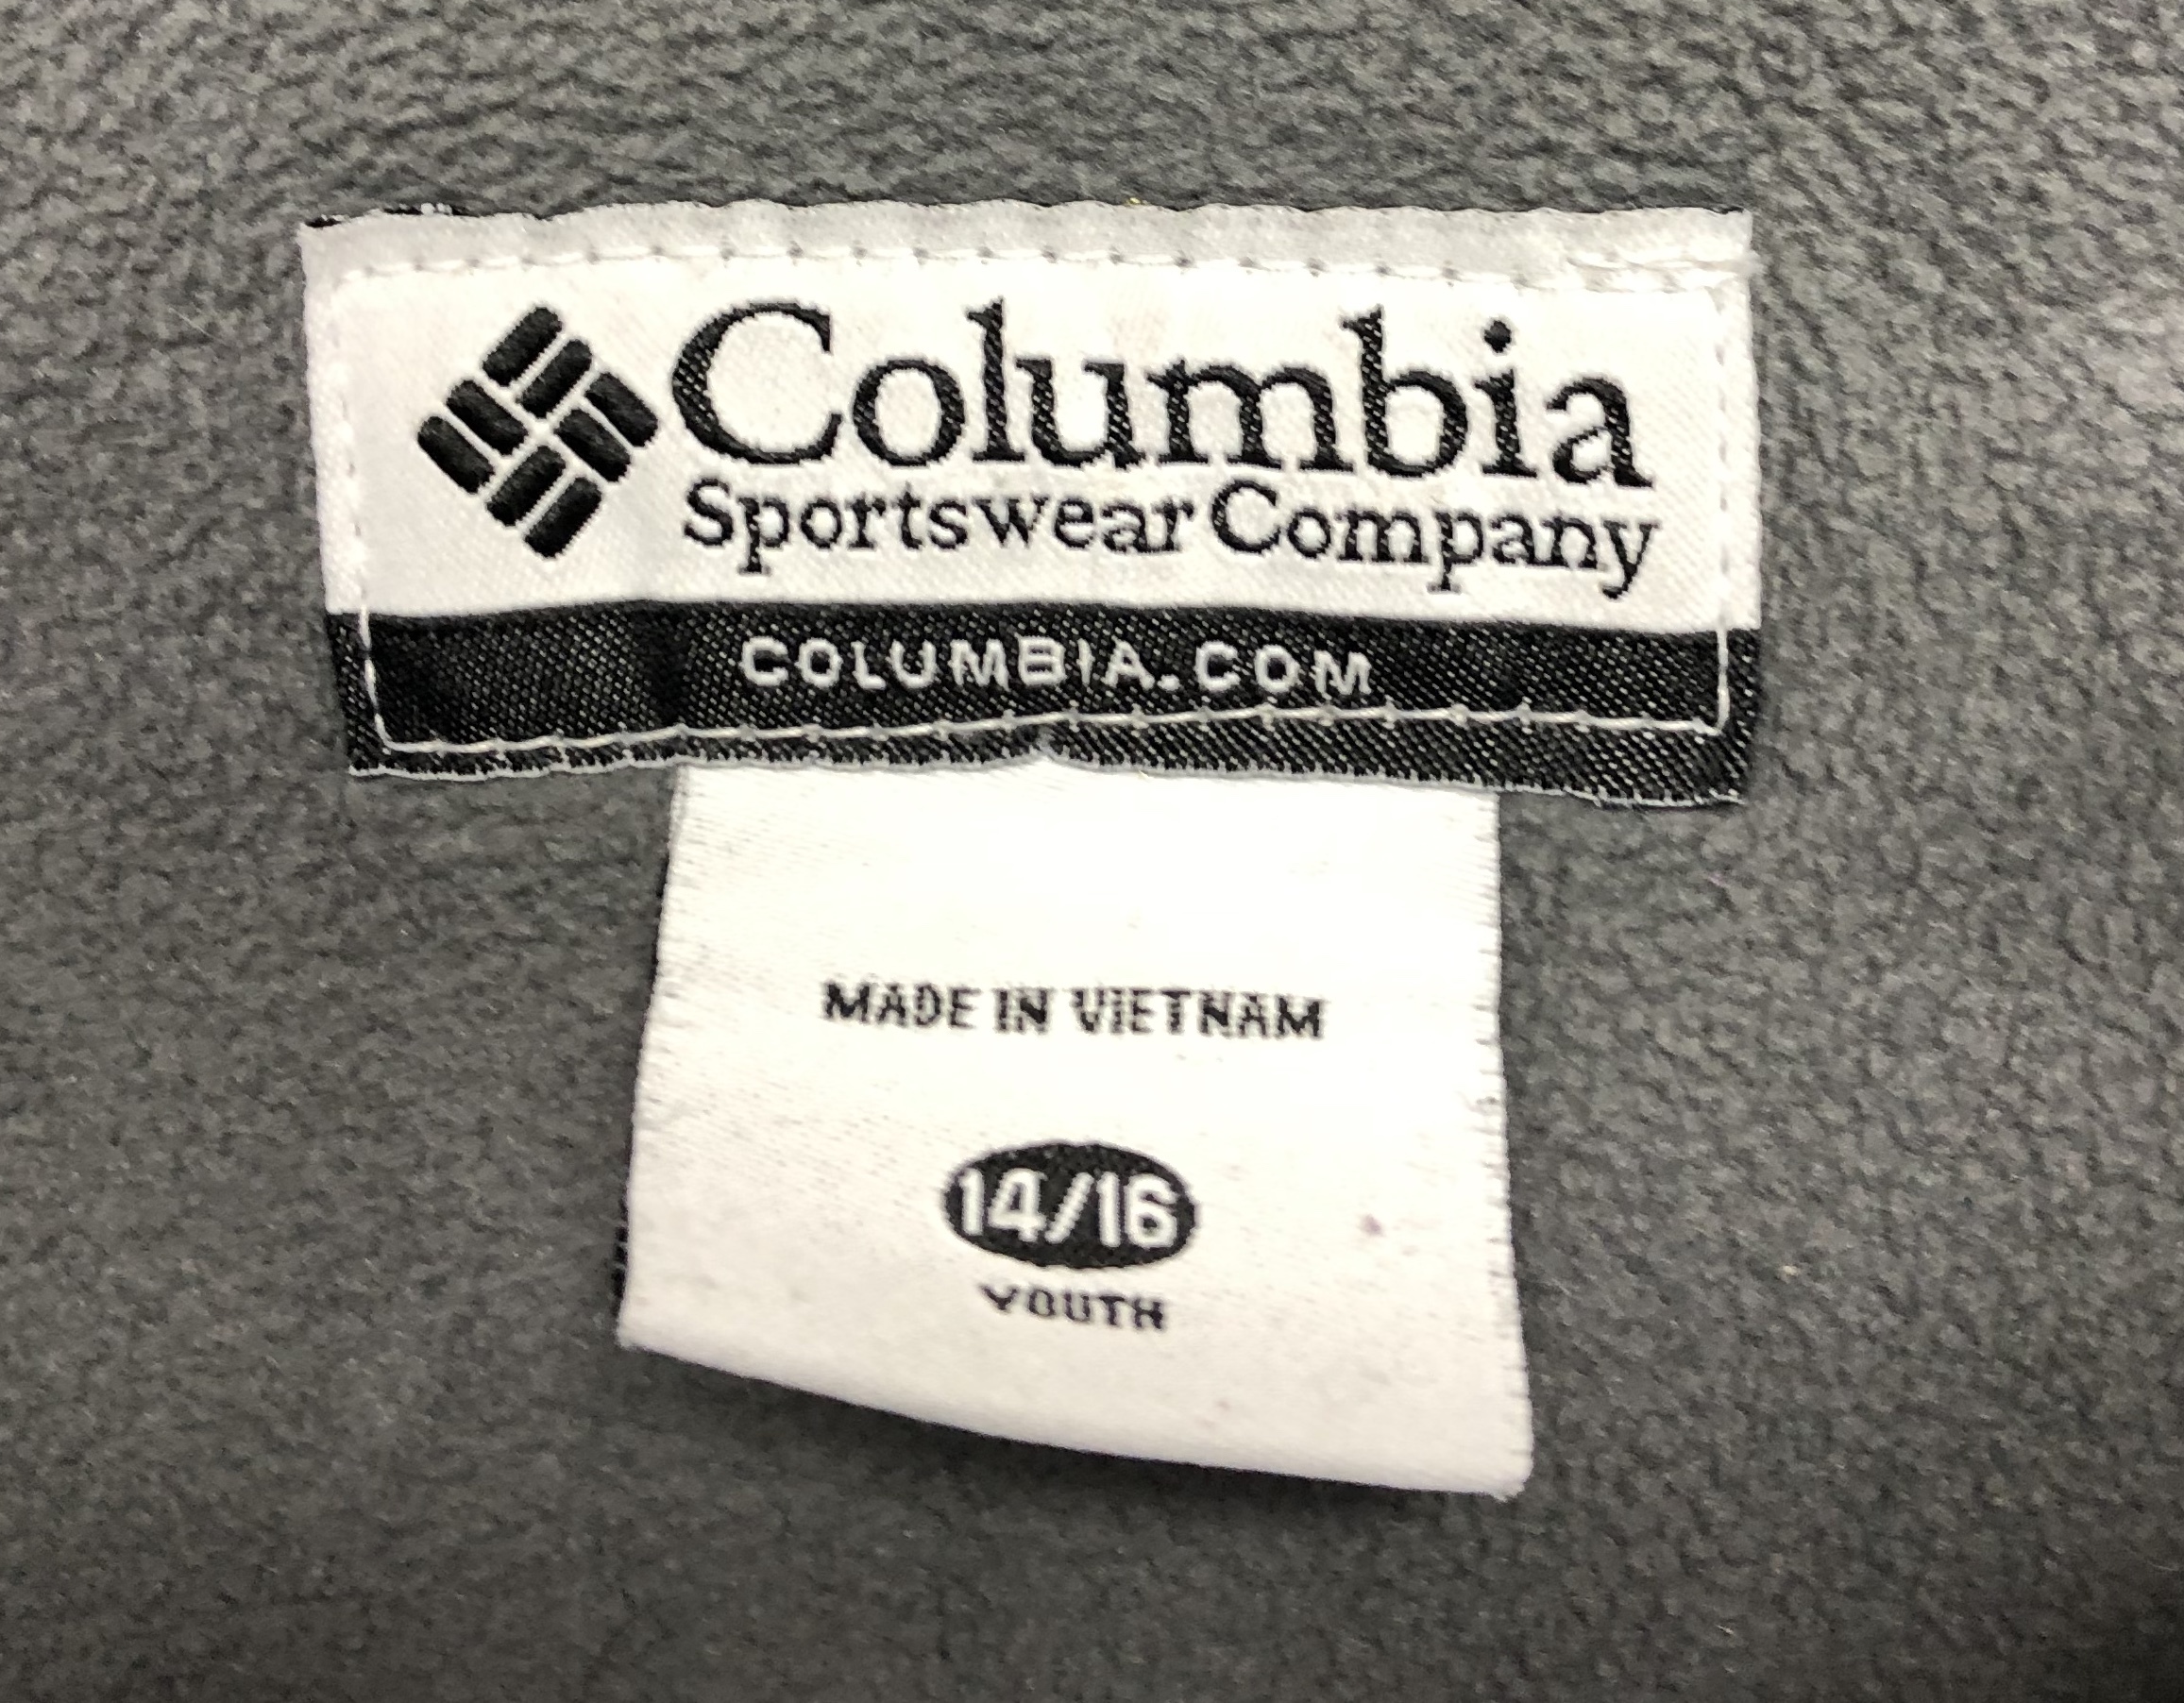 Columbia
Sportswear Company
COLUMBIA.COM
MADE IN VIETNAM
14/16
YOUTH